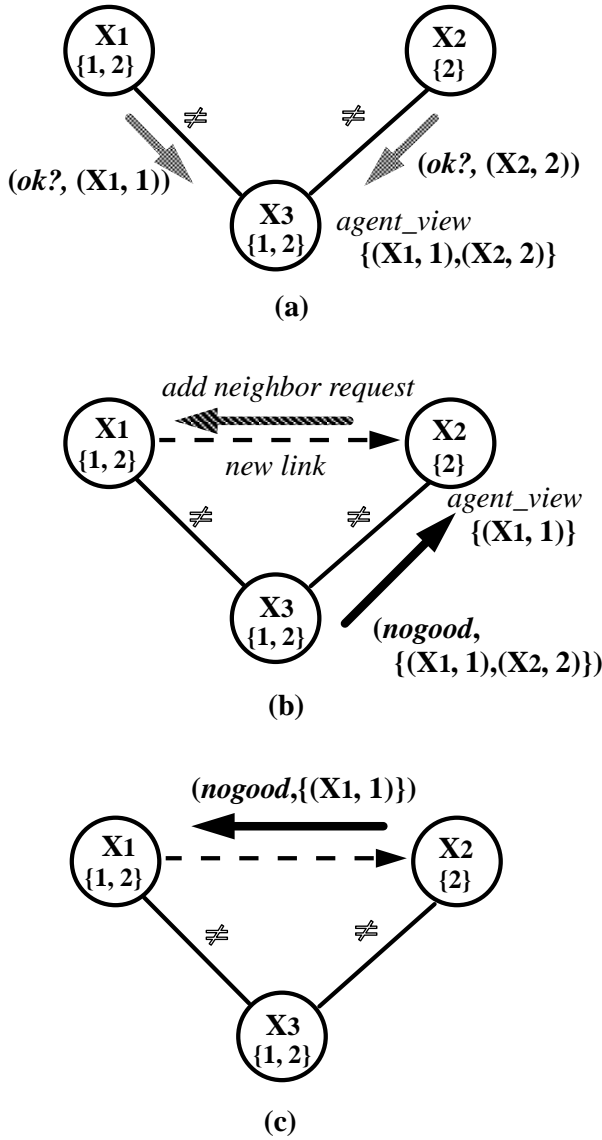 X1
{1, 2}
X2
{2}
≠
≠
(ok?, (X1, 1))
(ok?, (X2, 2))
X3
{1, 2}
agent_view
{(X1, 1),(X2, 2)}
(a)
add neighbor request
X1
{1, 2}
X2
{2}
new link
agent_view
{(X1, 1)}
≠
≠
X3
{1, 2}
(nogood,
{(X1, 1),(X2, 2)})
(b)
(nogood,{(X1, 1)})
X1
{1, 2}
X2
{2}
≠
≠
X3
{1, 2}
(c)